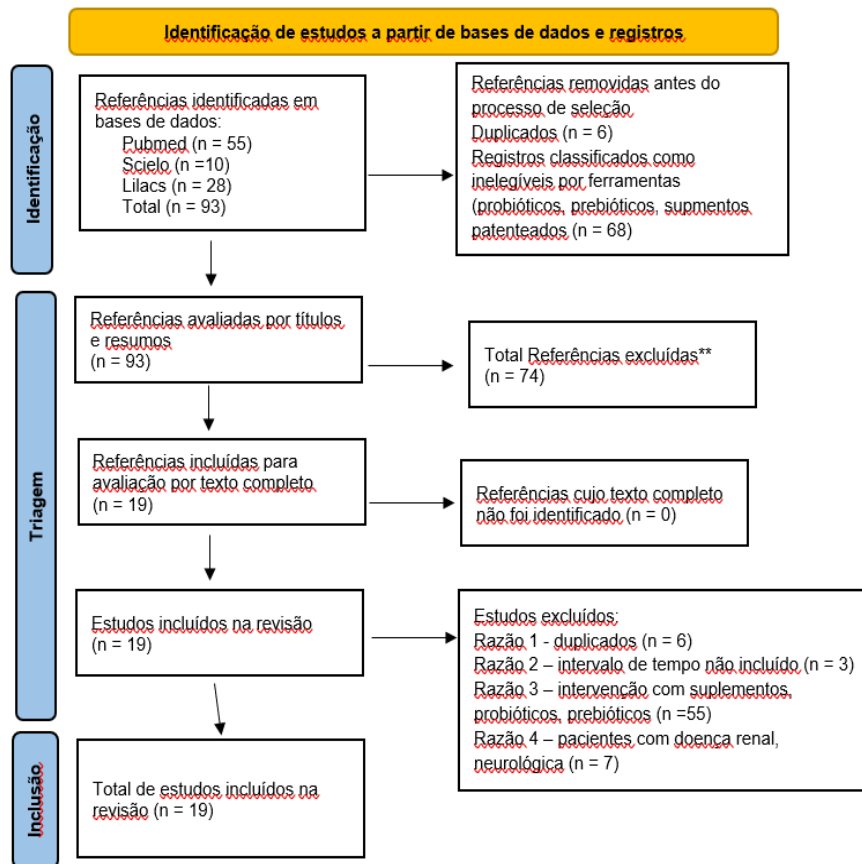 Identificação de estudos a partir de bases de dados e registros
Identificação
Referências identificadas em
bases de dados:
Pubmed (n = 55)
Scielo (n =10)
Lilacs (n = 28)
Total (n = 93)
Referências removidas antes do
processo de seleção
Duplicados (n = 6)
Registros classificados como
inelegíveis por ferramentas
(probióticos, prebióticos, supmentos
patenteados (n = 68)
Triagem
Referências avaliadas por títulos
e resumos
(n = 93)
Total Referências excluídas**
(n = 74)
Referências incluídas para
avaliação por texto completo
(n = 19)
Referências cujo texto completo
não foi identificado (n = 0)
Estudos incluídos na revisão
(n = 19)
Estudos excluídos:
Razão 1 - duplicados (n = 6)
Razão 2 – intervalo de tempo não incluído (n = 3)
Razão 3 – intervenção com suplementos,
probióticos, prebióticos (n =55)
Razão 4 – pacientes com doença renal,
neurológica (n = 7)
Inclusão
Total de estudos incluídos na
revisão (n = 19)